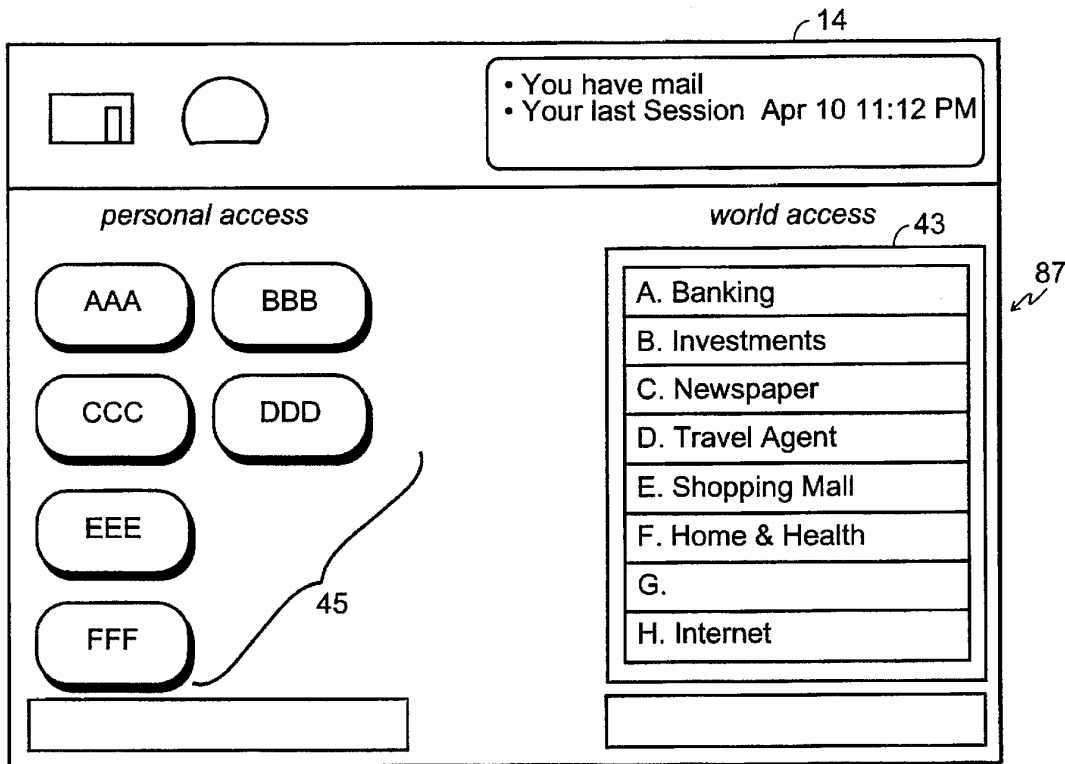 14
• You have mail
• Your last Session Apr 10 11:12 PM
personal access
world access
43
87
AAA BBB
CCC DDD
EEE
FFF
45
A. Banking
B. Investments
C. Newspaper
D. Travel Agent
E. Shopping Mall
F. Home & Health
G.
H. Internet